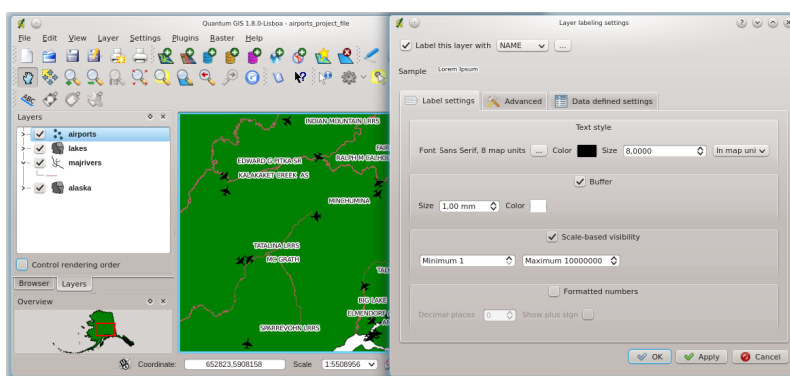 Quantum GIS 1.8.0-Lisboa - airports_project_file
File Edit View Layer Settings Plugins Raster Help
Layers
airports
lakes
majrivers
alaska
Control rendering order
Browser Layers
Overview
INDIAN MOUNTAIN LRRS
FAIR
EDWARD G PITKA SR
RALPH M CALHOU
KALAKAKET CREEK AS
MINCHUMINA
TATALINA LRRS
MC GRATH
TAL
BIG LAKE
ELMENDORF
AN
SPARREVOHN LRRS
Coordinate: 652823,5908158 Scale 1:5508956
Layer labeling settings
Label this layer with NAME ...
Sample Lorem Ipsum
Label settings Advanced Data defined settings
Text style
Font Sans Serif, 8 map units ... Color Size 8,0000 In map uni
Buffer
Size 1,00 mm Color
Scale-based visibility
Minimum 1 Maximum 10000000
Formatted numbers
Decimal places 0 Show plus sign
OK Apply Cancel